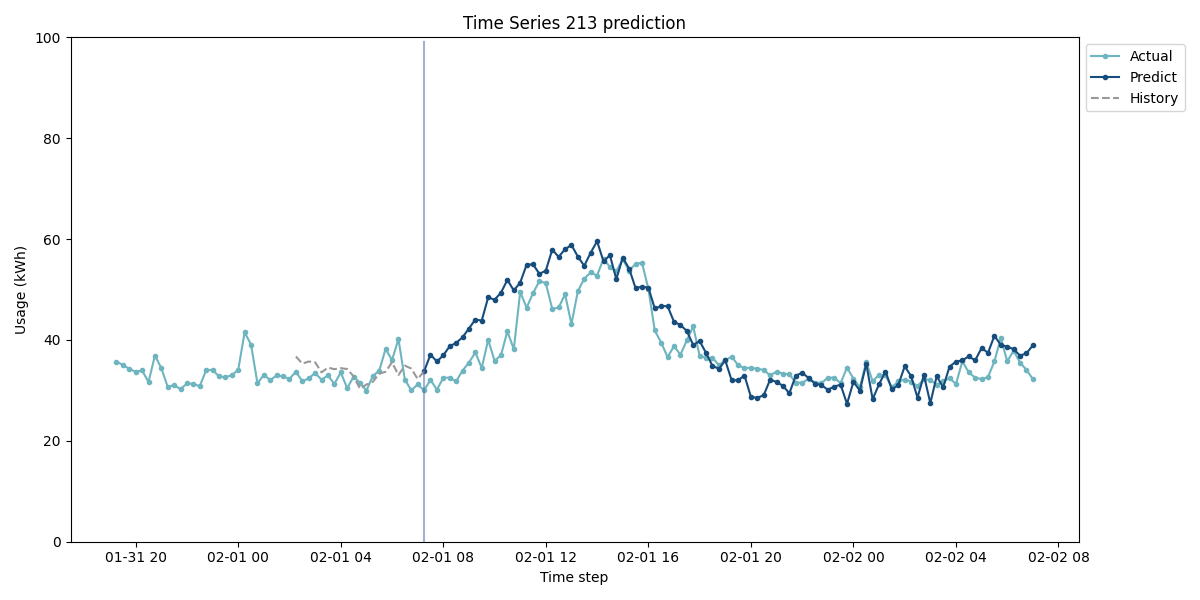 Time Series 213 prediction
Usage (kWh)
100
80
60
40
20
0
01-31 20
02-01 00
02-01 04
02-01 08
02-01 12
02-01 16
02-01 20
02-02 00
02-02 04
02-02 08
Time step
Actual
Predict
History